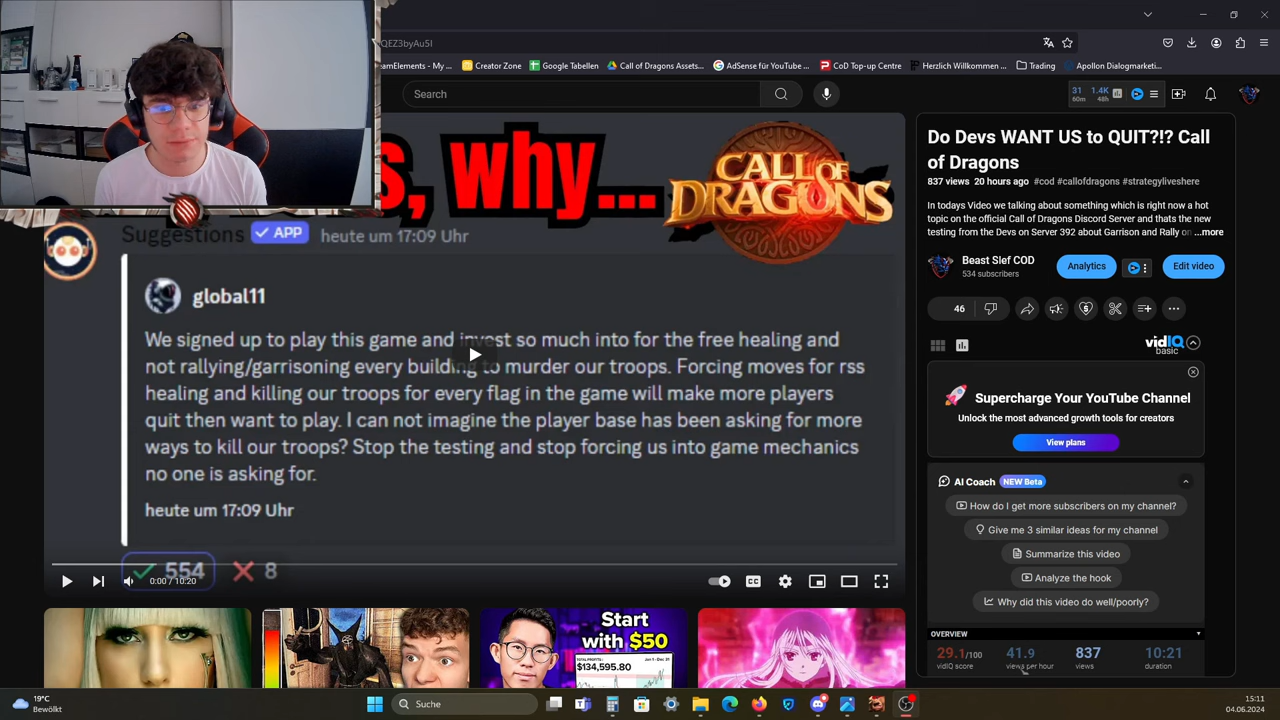 QEZ3byAu5I
eamElements - My ...
Creator Zone
Google Tabellen
Call of Dragons Assets...
AdSense für YouTube ...
CoD Top-up Centre
Herzlich Willkommen ...
Trading
Apollon Dialogmarketi...
Search
31
60m
1.4K
48h
s, why...
CALL OF
DRAGONS
Suggestions
APP
heute um 17:09 Uhr
global11
We signed up to play this game and invest so much into for the free healing and
not rallying/garrisoning every building to murder our troops. Forcing moves for rss
healing and killing our troops for every flag in the game will make more players
quit then want to play. I can not imagine the player base has been asking for more
ways to kill our troops? Stop the testing and stop forcing us into game mechanics
no one is asking for.
heute um 17:09 Uhr
554
8
0:00 / 10:20
CC
Do Devs WANT US to QUIT?!? Call
of Dragons
837 views 20 hours ago #cod #callofdragons #strategyliveshere
In todays Video we talking about something which is right now a hot
topic on the official Call of Dragons Discord Server and thats the new
testing from the Devs on Server 392 about Garrison and Rally on ...more
Beast Slef COD
534 subscribers
Analytics
Edit video
46
vidIQ
basic
Supercharge Your YouTube Channel
Unlock the most advanced growth tools for creators
View plans
AI Coach
NEW Beta
How do I get more subscribers on my channel?
Give me 3 similar ideas for my channel
Summarize this video
Analyze the hook
Why did this video do well/poorly?
OVERVIEW
29.1/100
vidIQ score
41.9
views per hour
837
views
10:21
duration
Start
with $50
TOTAL PROFITS:
$134,595.80
19°C
Bewölkt
Suche
15:11
04.06.2024